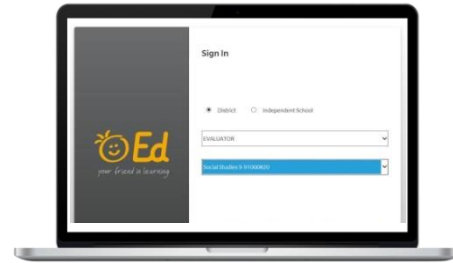 Sign In
District
Independent School
EVALUATOR
Ed
your friend in learning